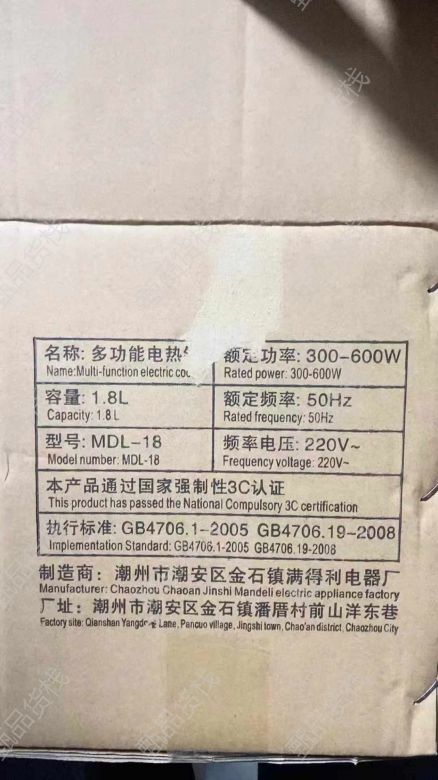 名称: 多功能电热
Name:Multi-function electric
额定功率: 300-600W
Rated power: 300-600W
容量: 1.8L
Capacity: 1.8L
额定频率: 50Hz
Rated frequency: 50Hz
型号: MDL-18
Model number: MDL-18
频率电压: 220V~
Frequency voltage: 220V~
本产品通过国家强制性3C认证
This product has passed the National Compulsory 3C certification
执行标准: GB4706.1-2005 GB4706.19-2008
Implementation Standard: GB4706.1-2005 GB4706.19-2008
制造商: 潮州市潮安区金石镇满得利电器厂
Manufacturer: Chaozhou Chaoan Jinshi Mandeli electric appliance factory
厂址: 潮州市潮安区金石镇潘厝村前山洋东巷
Factory site: Qianshan Lane, Pancuo village, Jingshi town, Chao'an district, Chaozhou City